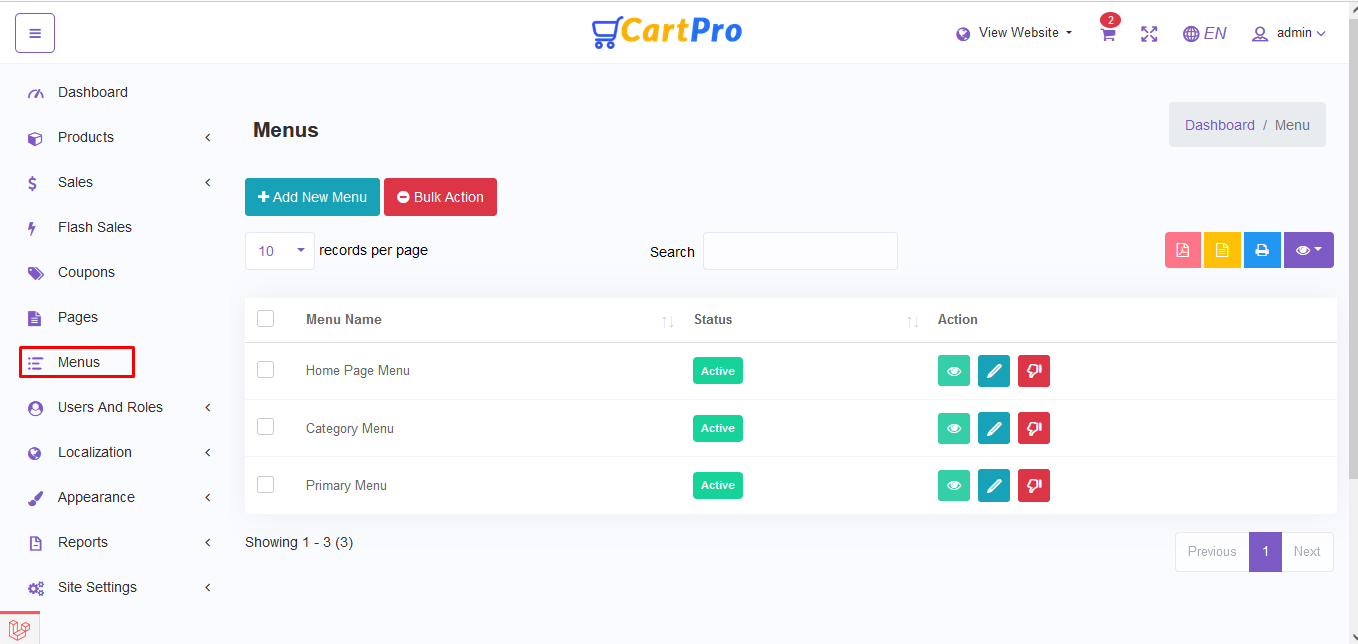 CartPro
View Website
2
EN
admin
Dashboard
Products
Sales
Flash Sales
Coupons
Pages
Menus
Users And Roles
Localization
Appearance
Reports
Site Settings
Menus
Dashboard / Menu
Add New Menu
Bulk Action
10 records per page
Search
Menu Name Status Action
Home Page Menu Active
Category Menu Active
Primary Menu Active
Showing 1 - 3 (3)
Previous 1 Next